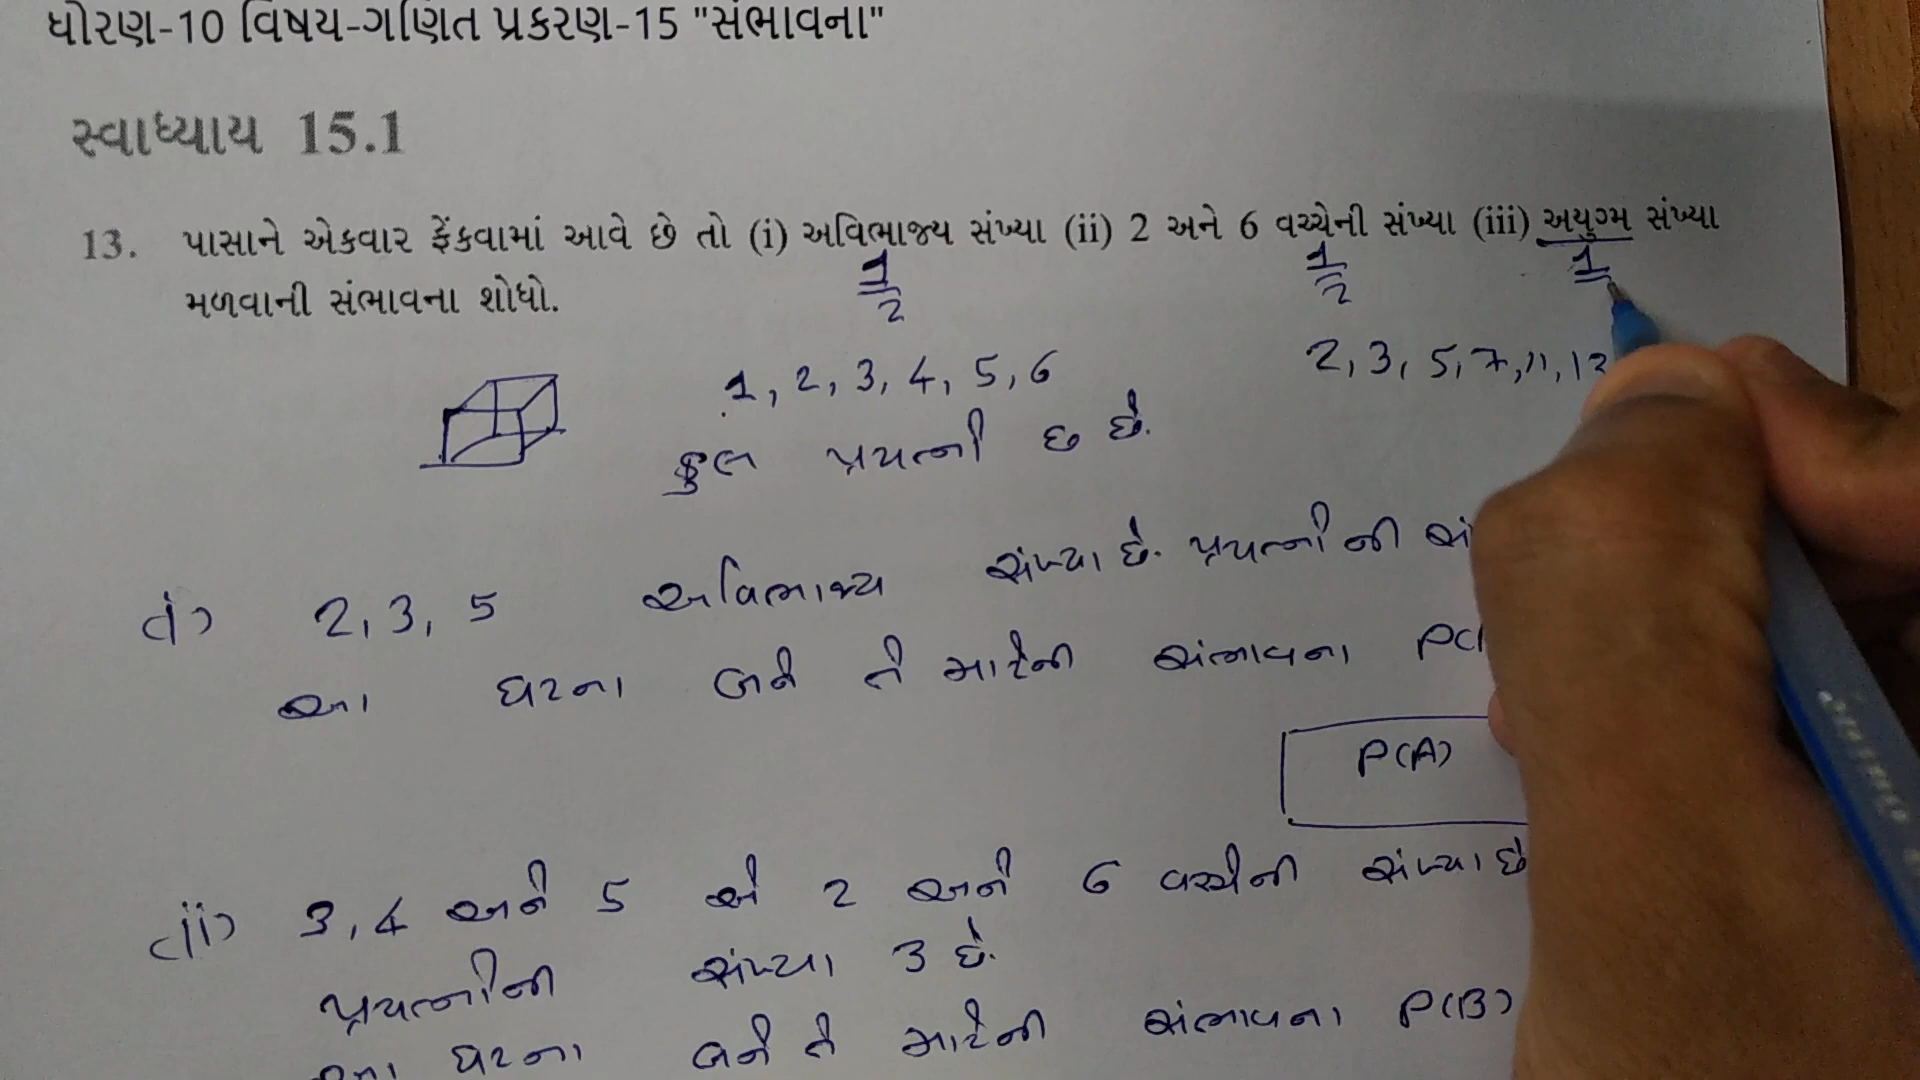 ધોરણ-10 વિષય-ગણિત પ્રકરણ-15 "સંભાવના"
સ્વાધ્યાય 15.1
13. પાસાને એકવાર ફેંકવામાં આવે છે તો (i) અવિભાજ્ય સંખ્યા (ii) 2 અને 6 વચ્ચેની સંખ્યા (iii) અયુગ્મ સંખ્યા
મળવાની સંભાવના શોધો.
1/2 1/2 1
1, 2, 3, 4, 5, 6 2, 3, 5, 7, 11, 13
કુલ પ્રયત્નો છ છે.
(i) 2, 3, 5 અવિભાજ્ય સંખ્યા છે. પ્રયત્નોની
આ ઘટના બને તે માટેની સંભાવના
P(A)
(ii) 3, 4 અને 5 એ 2 અને 6 વચ્ચેની સંખ્યા છે
પ્રયત્નોની સંખ્યા 3 છે.
આ ઘટના બને તે માટેની સંભાવના P(B)